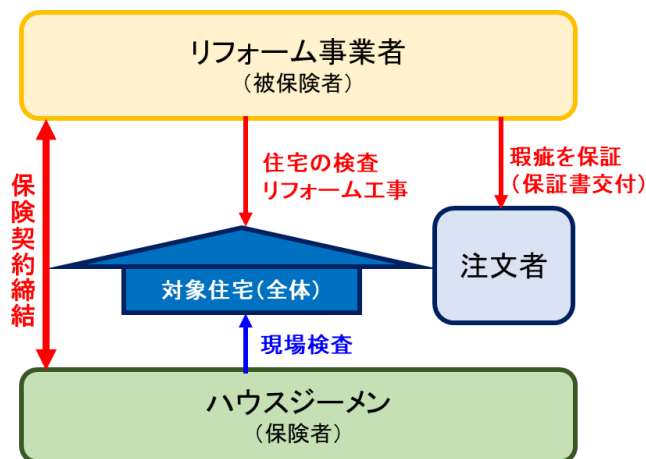 リフォーム事業者
（被保険者）
住宅の検査
リフォーム工事
瑕疵を保証
（保証書交付）
保険契約締結
注文者
対象住宅（全体）
現場検査
ハウスジーメン
（保険者）